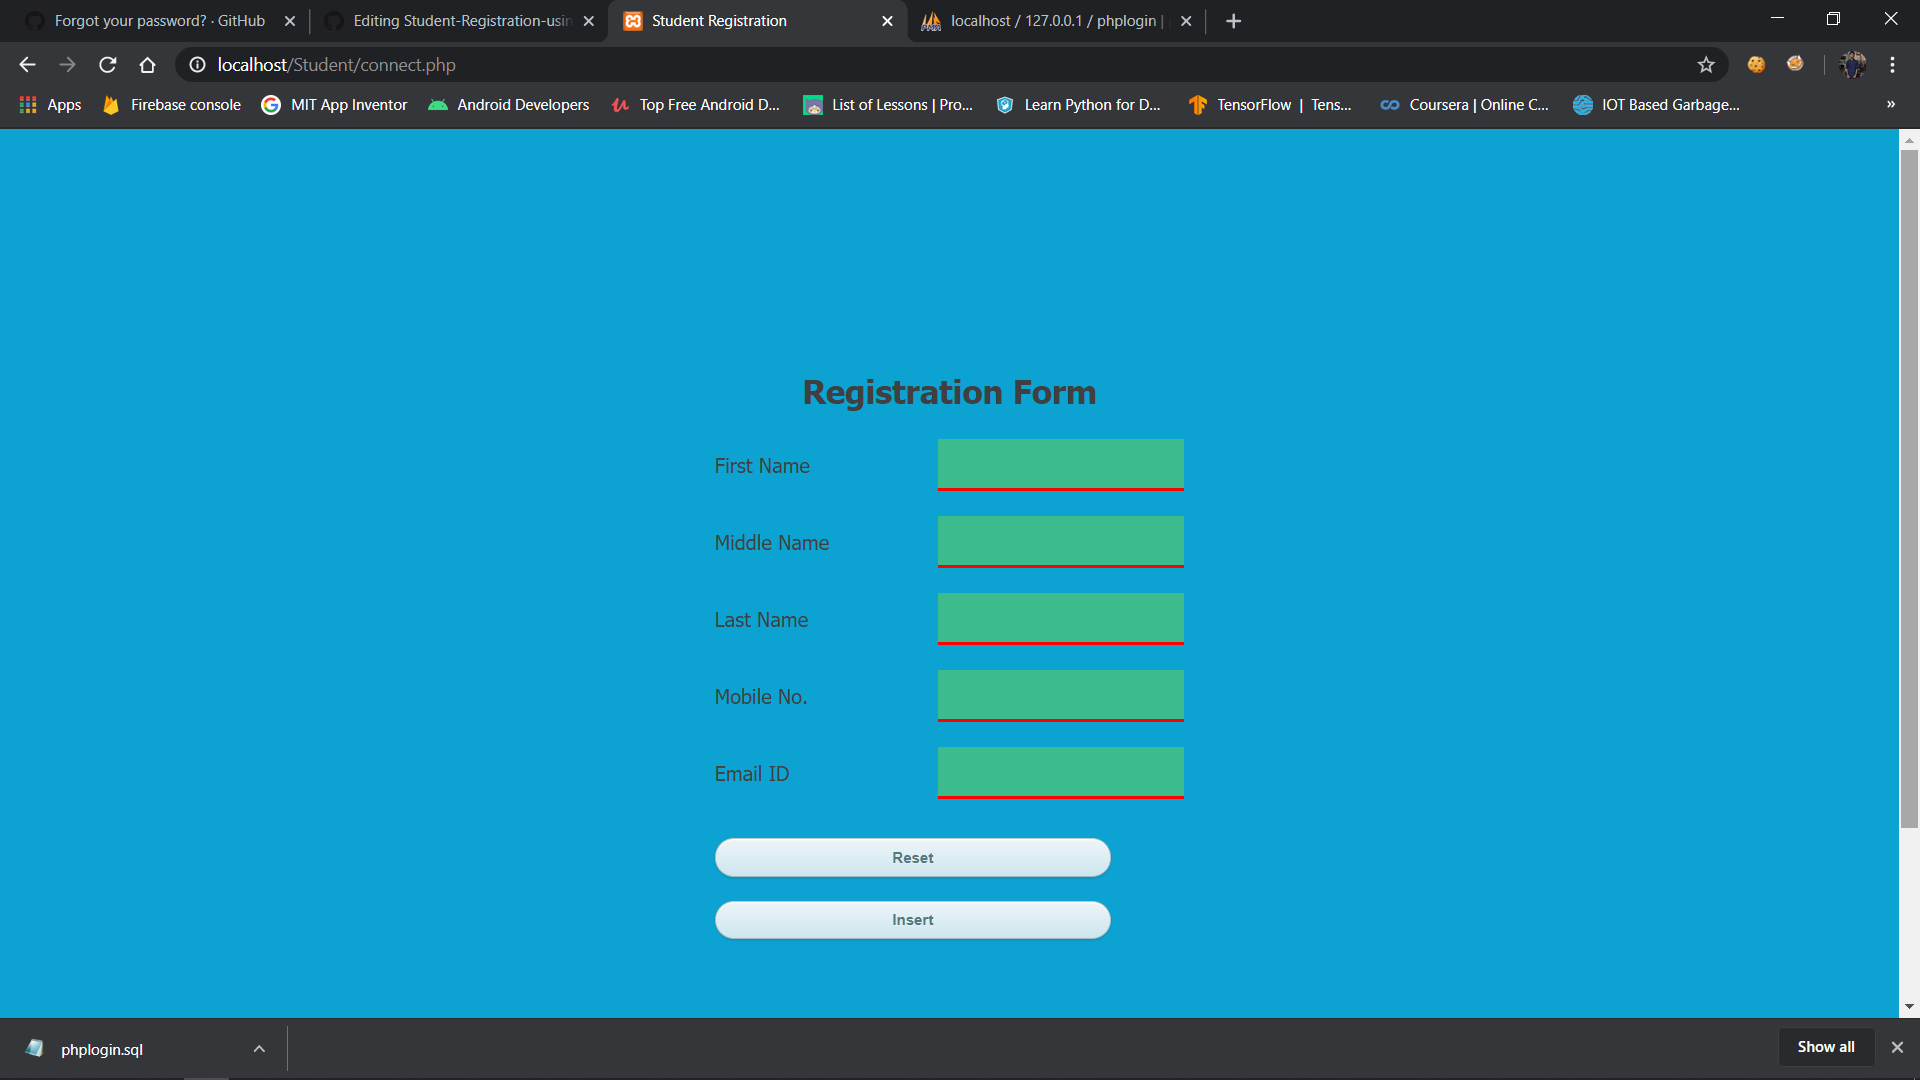 Forgot your password? · GitHub
Editing Student-Registration-usin
Student Registration
localhost / 127.0.0.1 / phplogin |
localhost/Student/connect.php
Apps
Firebase console
MIT App Inventor
Android Developers
Top Free Android D...
List of Lessons | Pro...
Learn Python for D...
TensorFlow | Tens...
Coursera | Online C...
IOT Based Garbage...
»
Registration Form
First Name
Middle Name
Last Name
Mobile No.
Email ID
Reset
Insert
phplogin.sql
Show all